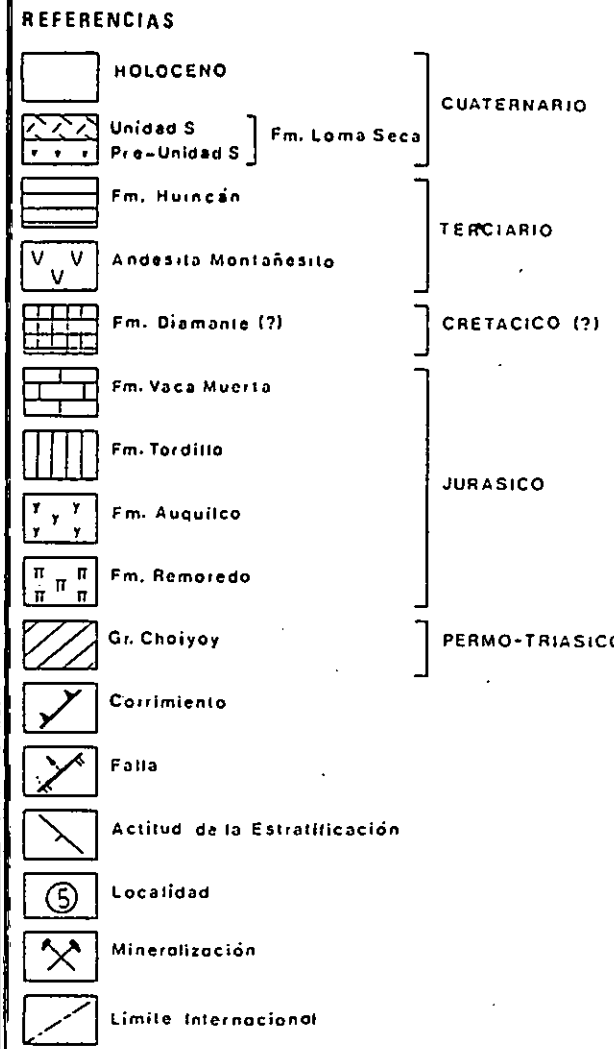 REFERENCIAS
HOLOCENO
CUATERNARIO
Unidad S
Pre-Unidad S
Fm. Loma Seca
Fm. Huincán
TERCIARIO
Andesita Montañesito
Fm. Diamante (?)
CRETACICO (?)
Fm. Vaca Muerta
Fm. Tordillo
JURASICO
Fm. Auquilco
Fm. Remoredo
Gr. Choiyoy
PERMO-TRIASICO
Corrimiento
Falla
Actitud de la Estratificación
5
Localidad
Mineralización
Limite Internacional